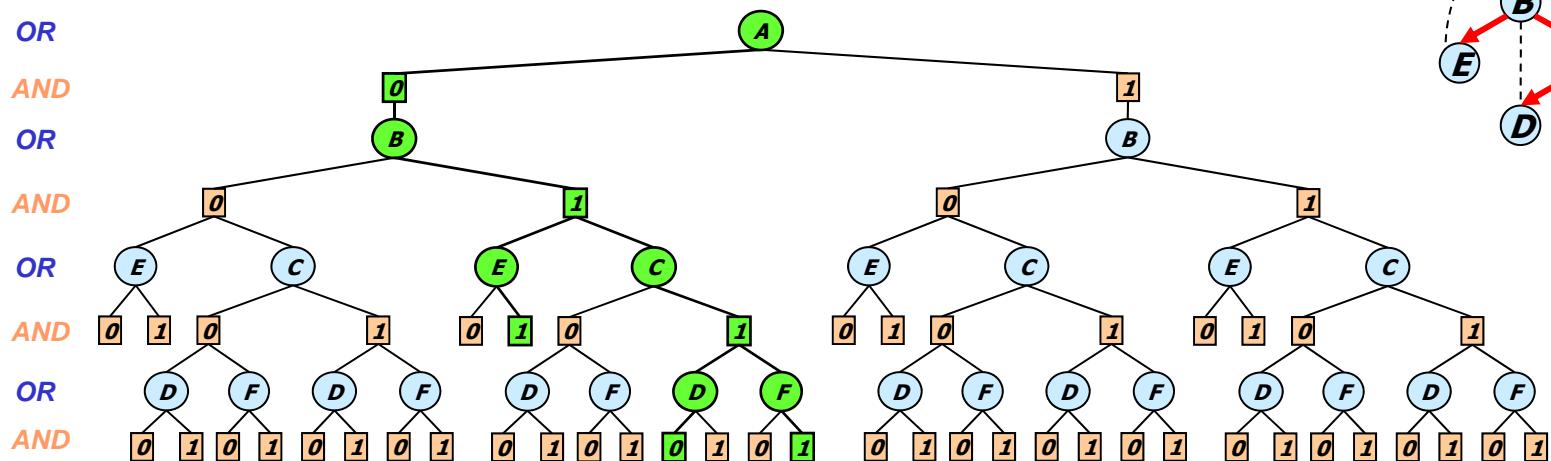 OR A B
AND 0 1 E
OR B B D
AND 0 1 0 1
OR E C E C E C E C
AND 0 1 0 1 0 1 0 1 0 1 0 1 0 1 0 1
OR D F D F D F D F D F D F D F D F
AND 0 1 0 1 0 1 0 1 0 1 0 1 0 1 0 1 0 1 0 1 0 1 0 1 0 1 0 1 0 1 0 1